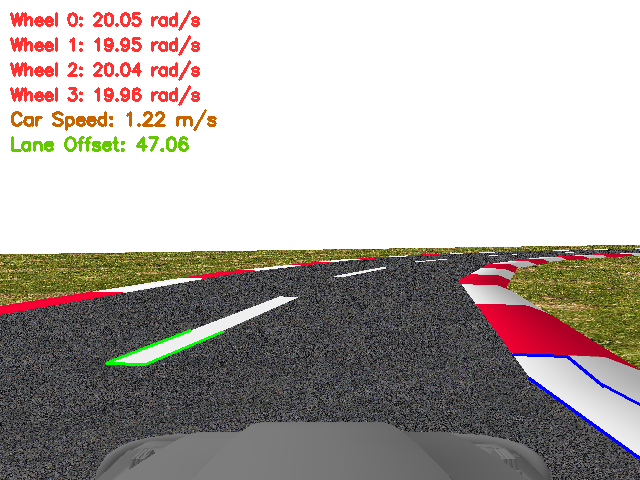 Wheel 0: 20.05 rad/s
Wheel 1: 19.95 rad/s
Wheel 2: 20.04 rad/s
Wheel 3: 19.96 rad/s
Car Speed: 1.22 m/s
Lane Offset: 47.06